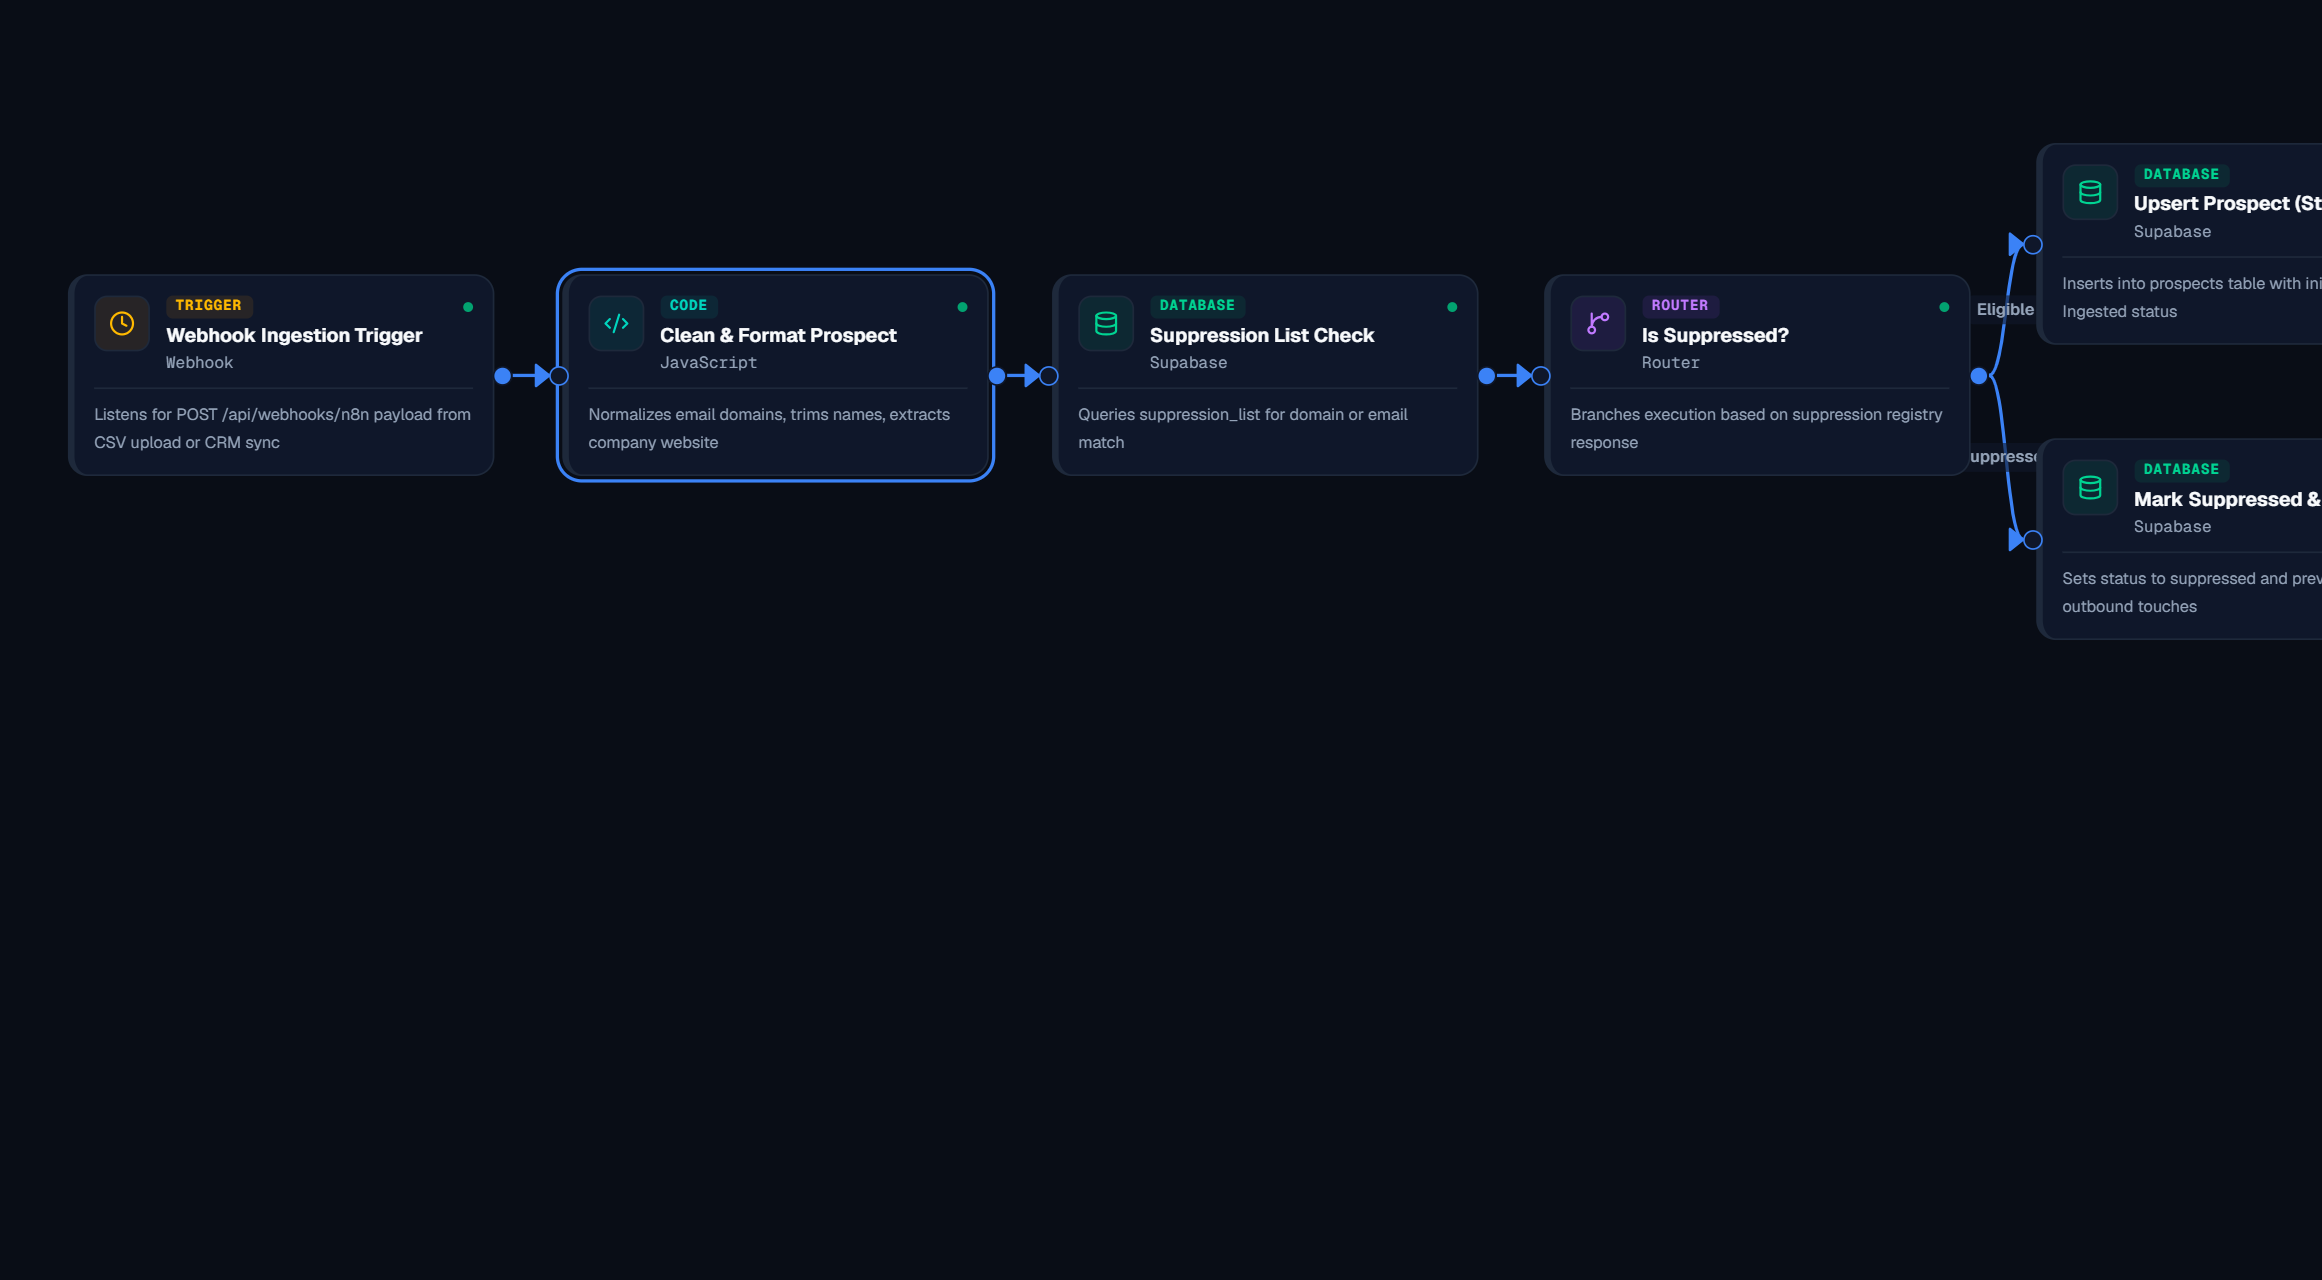 TRIGGER
Webhook Ingestion Trigger
Webhook
Listens for POST /api/webhooks/n8n payload from
CSV upload or CRM sync
CODE
Clean & Format Prospect
JavaScript
Normalizes email domains, trims names, extracts
company website
DATABASE
Suppression List Check
Supabase
Queries suppression_list for domain or email
match
ROUTER
Is Suppressed?
Router
Branches execution based on suppression registry
response
Eligible
DATABASE
Upsert Prospect (St
Supabase
Inserts into prospects table with ini
Ingested status
uppresse
DATABASE
Mark Suppressed &
Supabase
Sets status to suppressed and prev
outbound touches